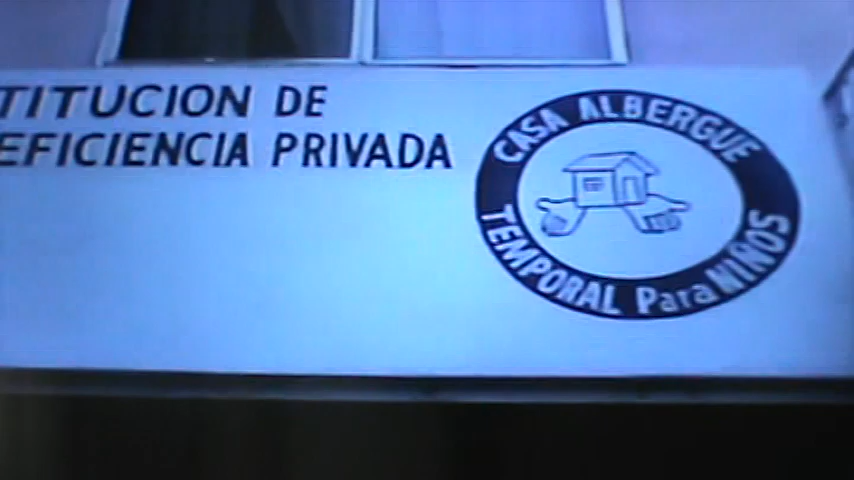 TITUCION DE
EFICIENCIA PRIVADA
CASA ALBERGUE
TEMPORAL Para NIÑOS